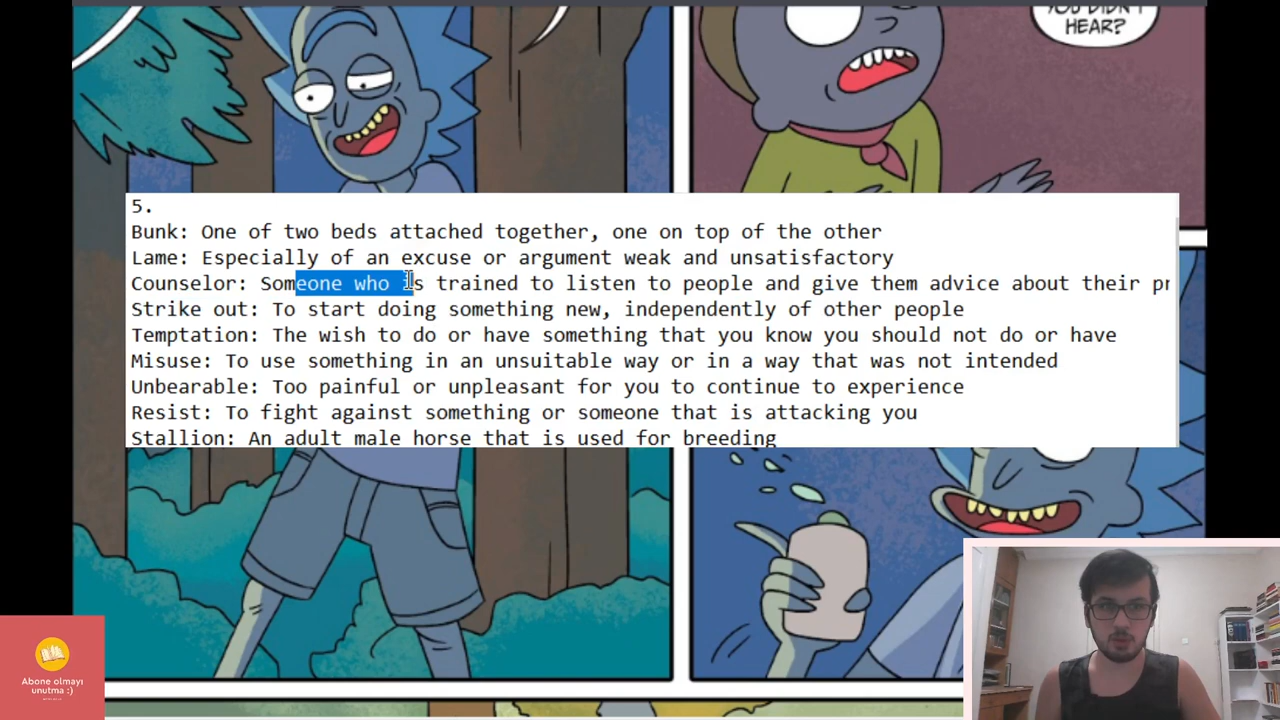 HEAR?
5.
Bunk: One of two beds attached together, one on top of the other
Lame: Especially of an excuse or argument weak and unsatisfactory
Counselor: Someone who is trained to listen to people and give them advice about their pr
Strike out: To start doing something new, independently of other people
Temptation: The wish to do or have something that you know you should not do or have
Misuse: To use something in an unsuitable way or in a way that was not intended
Unbearable: Too painful or unpleasant for you to continue to experience
Resist: To fight against something or someone that is attacking you
Stallion: An adult male horse that is used for breeding
Abone olmayı
unutma :)